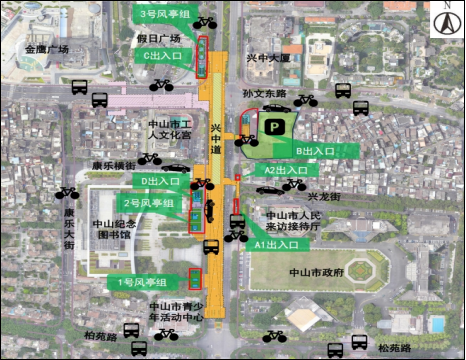 3号风亭组
金鹰广场
假日广场
C出入口
兴中大厦
N
孙文东路
P
兴中道
中山市工
人文化宫
B出入口
康乐横街
A2出入口
D出入口
兴龙街
康乐大街
2号风亭组
中山纪念
图书馆
中山市人民
来访接待厅
A1出入口
1号风亭组
中山市政府
中山市青少
年活动中心
柏苑路
松苑路